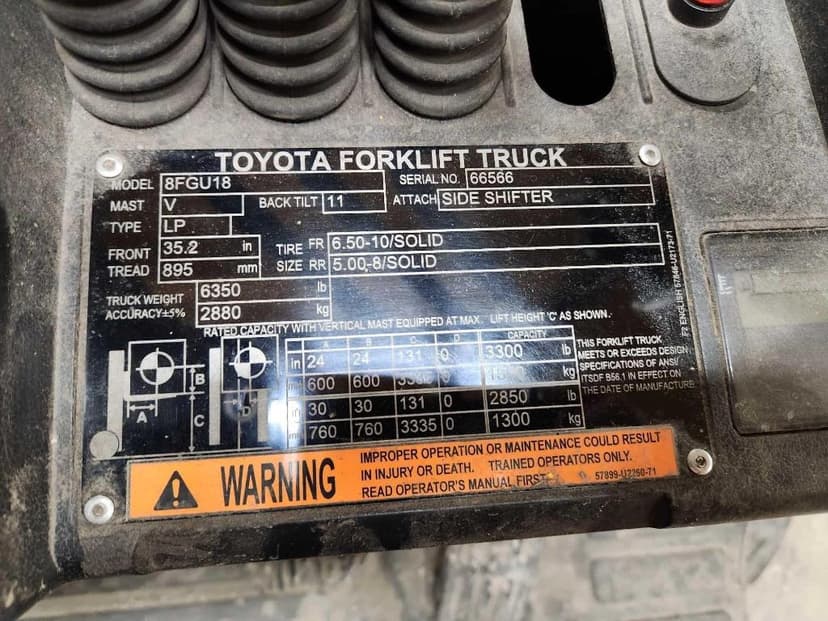 TOYOTA FORKLIFT TRUCK
MODEL 8FGU18 SERIAL NO. 66566
MAST V BACK TILT 11 ATTACH SIDE SHIFTER
TYPE LP
FRONT TREAD 35.2 in TIRE SIZE FR 6.50-10/SOLID
895 mm RR 5.00-8/SOLID
TRUCK WEIGHT 6350 lb
ACCURACY±5% 2880 kg
RATED CAPACITY WITH VERTICAL MAST EQUIPPED AT MAX. LIFT HEIGHT 'C' AS SHOWN.
A B C D CAPACITY
in 24 24 131 0 3300 lb
600 600 0 kg
in 30 30 131 0 2850 lb
mm 760 760 3335 0 1300 kg
A B C D
THIS FORKLIFT TRUCK
MEETS OR EXCEEDS DESIGN
SPECIFICATIONS OF ANSI/
ITSDF B56.1 IN EFFECT ON
THE DATE OF MANUFACTURE
WARNING
IMPROPER OPERATION OR MAINTENANCE COULD RESULT
IN INJURY OR DEATH. TRAINED OPERATORS ONLY.
READ OPERATOR'S MANUAL FIRST.
57899-U2260-71